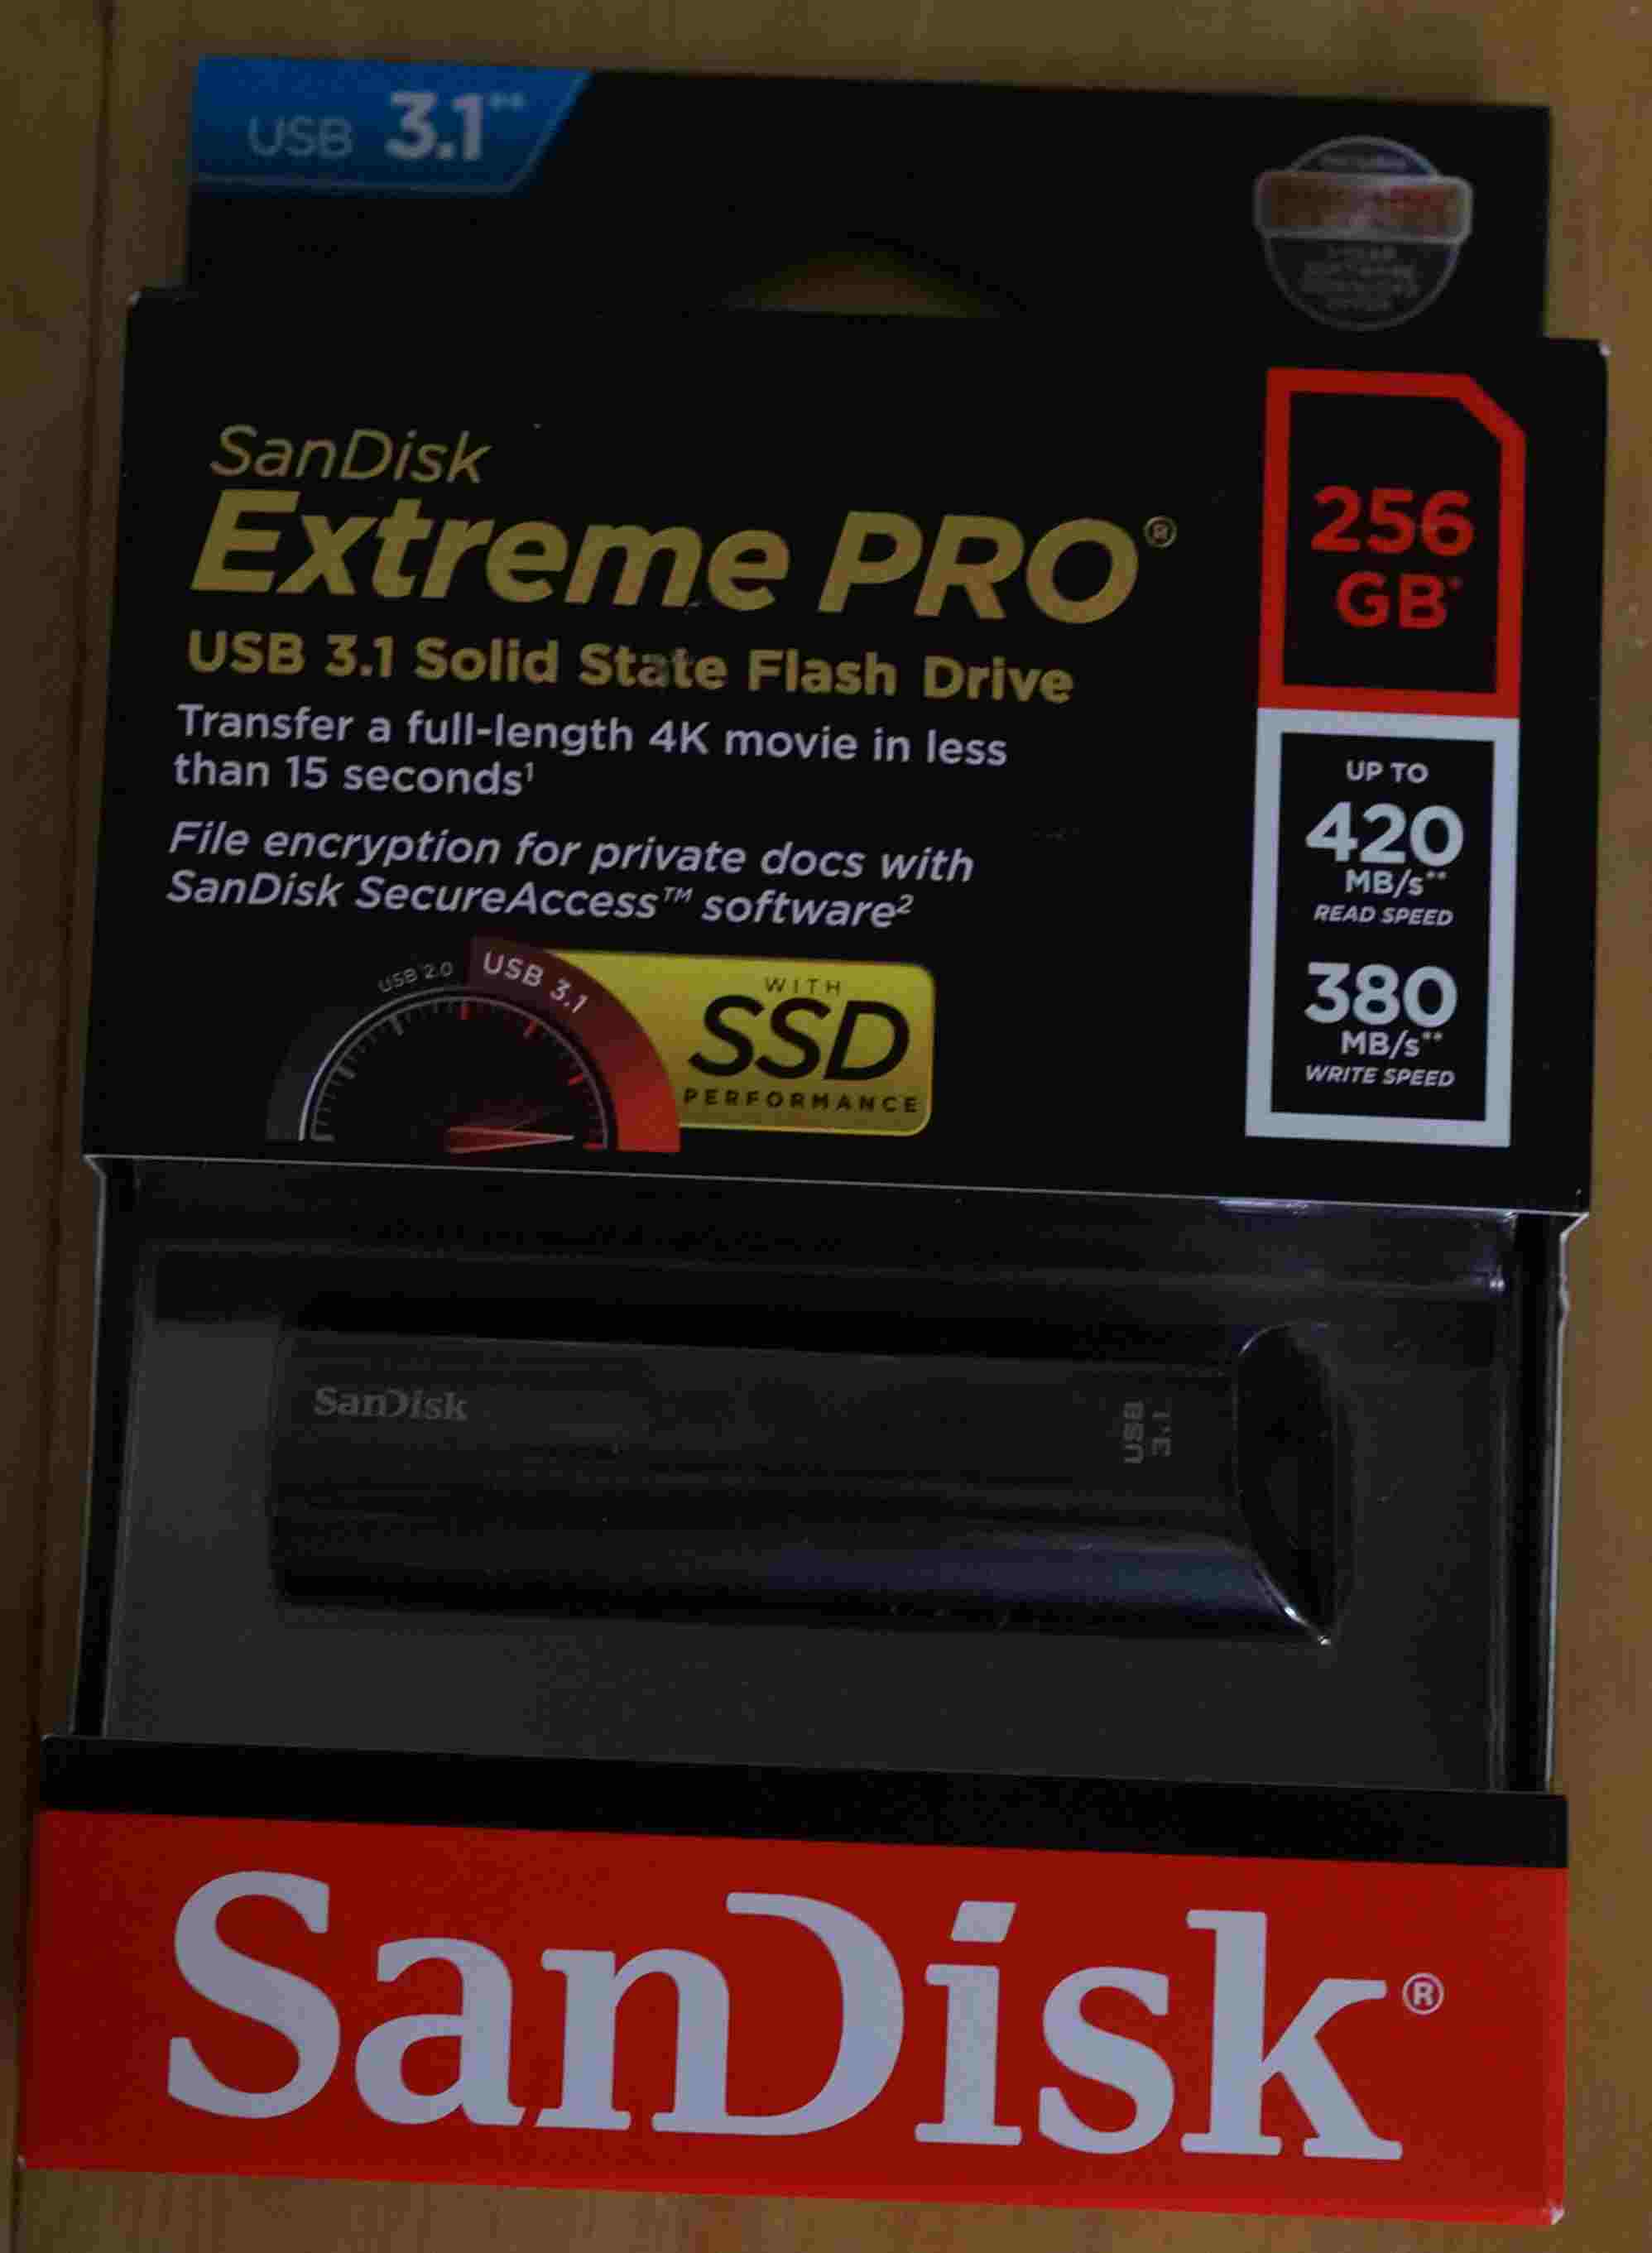 USB 3.1**
SanDisk
Extreme PRO®
USB 3.1 Solid State Flash Drive
Transfer a full-length 4K movie in less
than 15 seconds¹
File encryption for private docs with
SanDisk SecureAccess™ software²
USB 2.0
USB 3.1
WITH
SSD
PERFORMANCE
256
GB*
UP TO
420
MB/s**
READ SPEED
380
MB/s**
WRITE SPEED
SanDisk
USB
3.1
SanDisk®